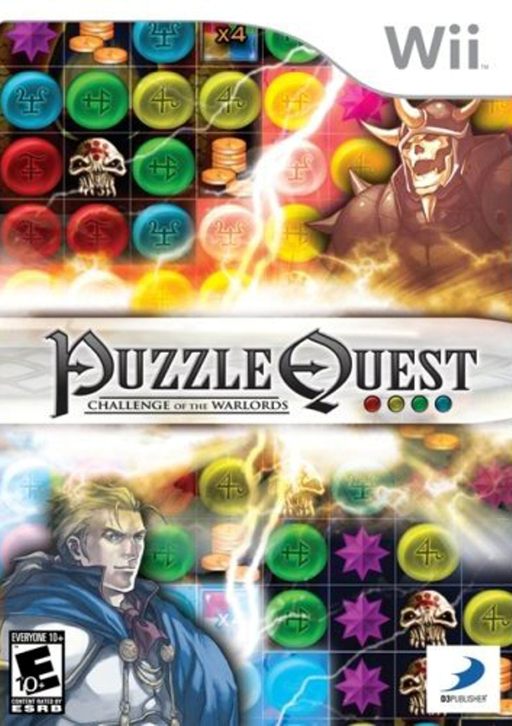 x4
Wii
PUZZLE QUEST
CHALLENGE OF THE WARLORDS
EVERYONE 10+
E
10+
CONTENT RATED BY
ESRB
D3PUBLISHER